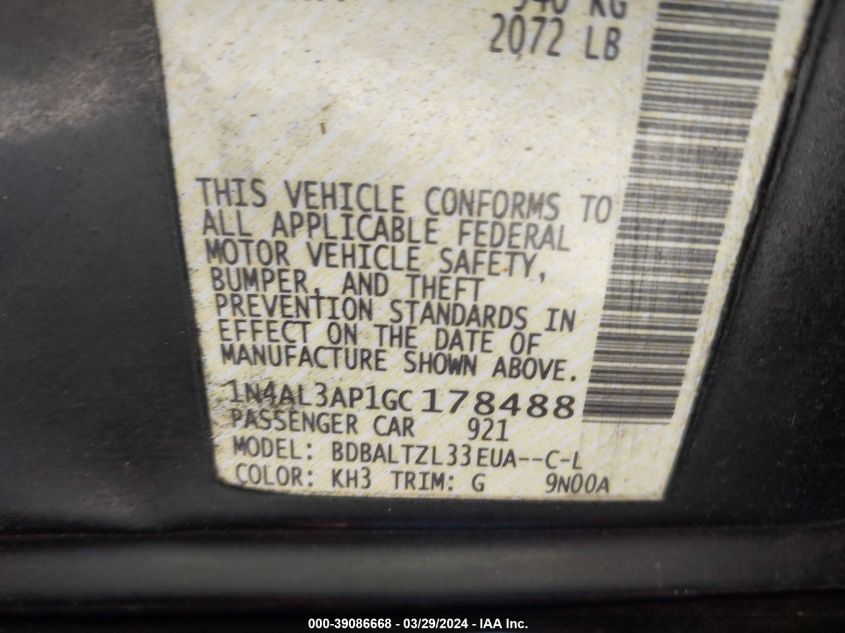 2072 LB
THIS VEHICLE CONFORMS TO
ALL APPLICABLE FEDERAL
MOTOR VEHICLE SAFETY,
BUMPER, AND THEFT
PREVENTION STANDARDS IN
EFFECT ON THE DATE OF
MANUFACTURE SHOWN ABOVE.
1N4AL3AP1GC178488
PASSENGER CAR 921
MODEL: BDBALTZL33EUA--C-L
COLOR: KH3 TRIM: G 9N00A
000-39086668 - 03/29/2024 - IAA Inc.